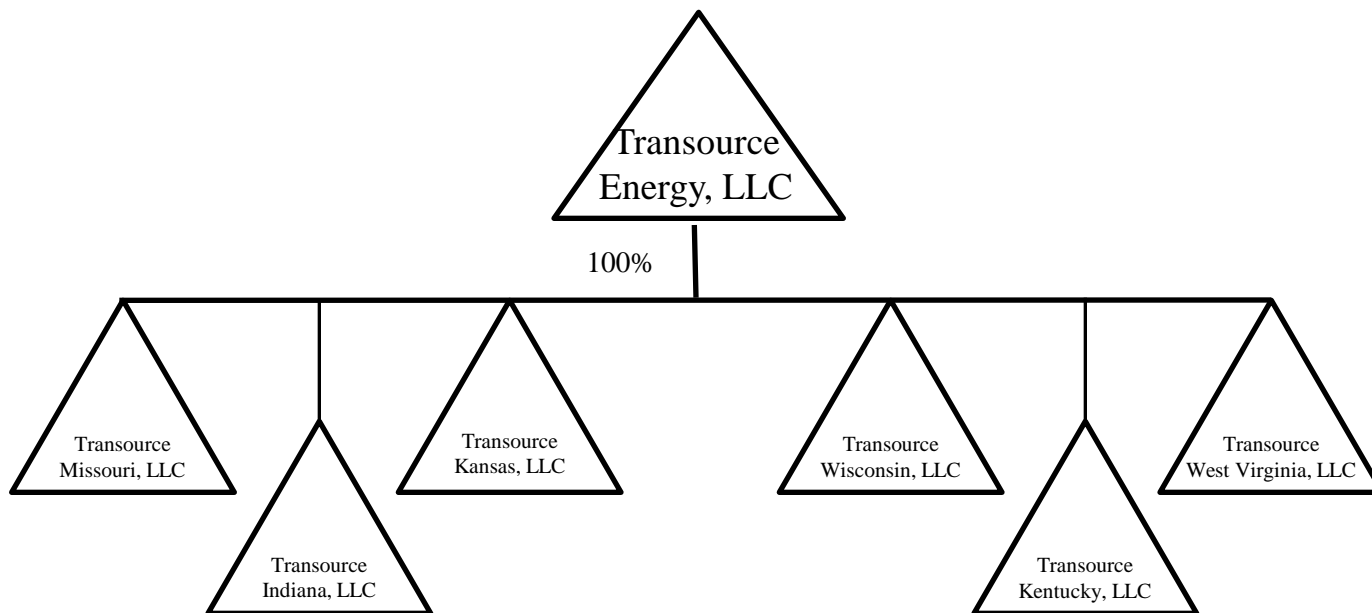 Transource
Energy, LLC
100%
Transource
Missouri, LLC
Transource
Indiana, LLC
Transource
Kansas, LLC
Transource
Wisconsin, LLC
Transource
Kentucky, LLC
Transource
West Virginia, LLC